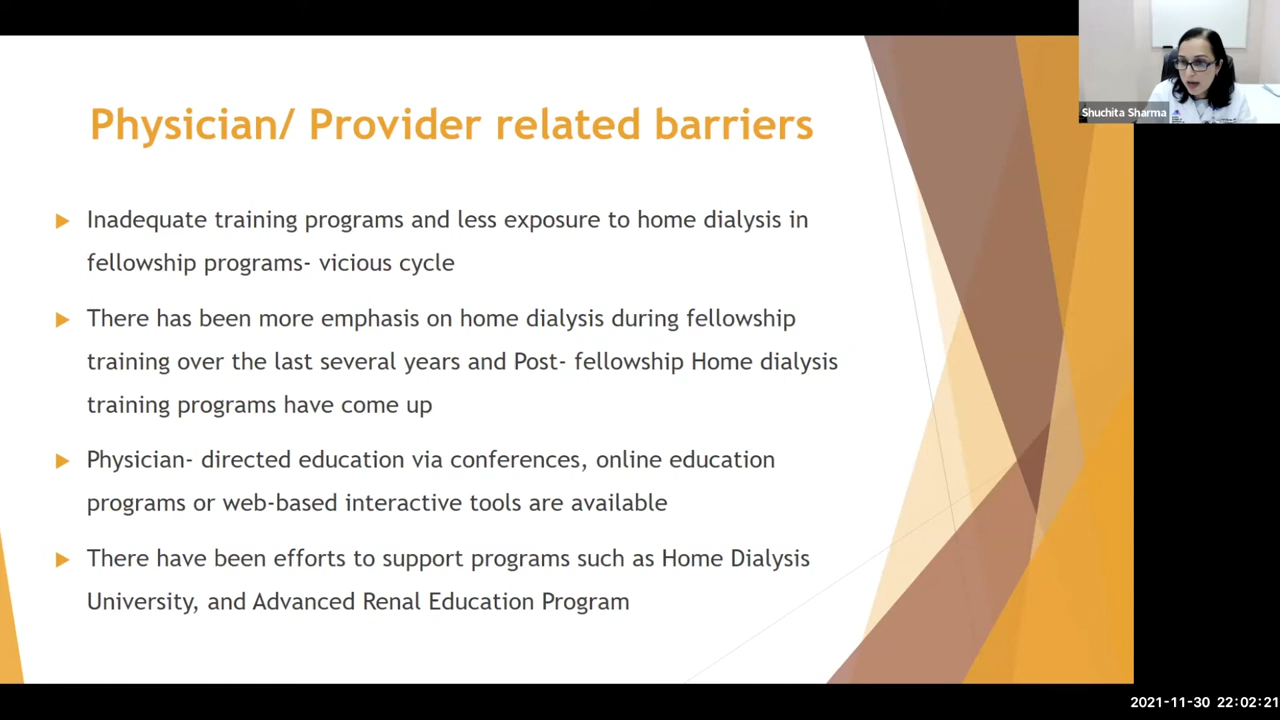 Physician/ Provider related barriers
Inadequate training programs and less exposure to home dialysis in
fellowship programs- vicious cycle
There has been more emphasis on home dialysis during fellowship
training over the last several years and Post- fellowship Home dialysis
training programs have come up
Physician- directed education via conferences, online education
programs or web-based interactive tools are available
There have been efforts to support programs such as Home Dialysis
University, and Advanced Renal Education Program
Shuchita Sharma
2021-11-30 22:02:21